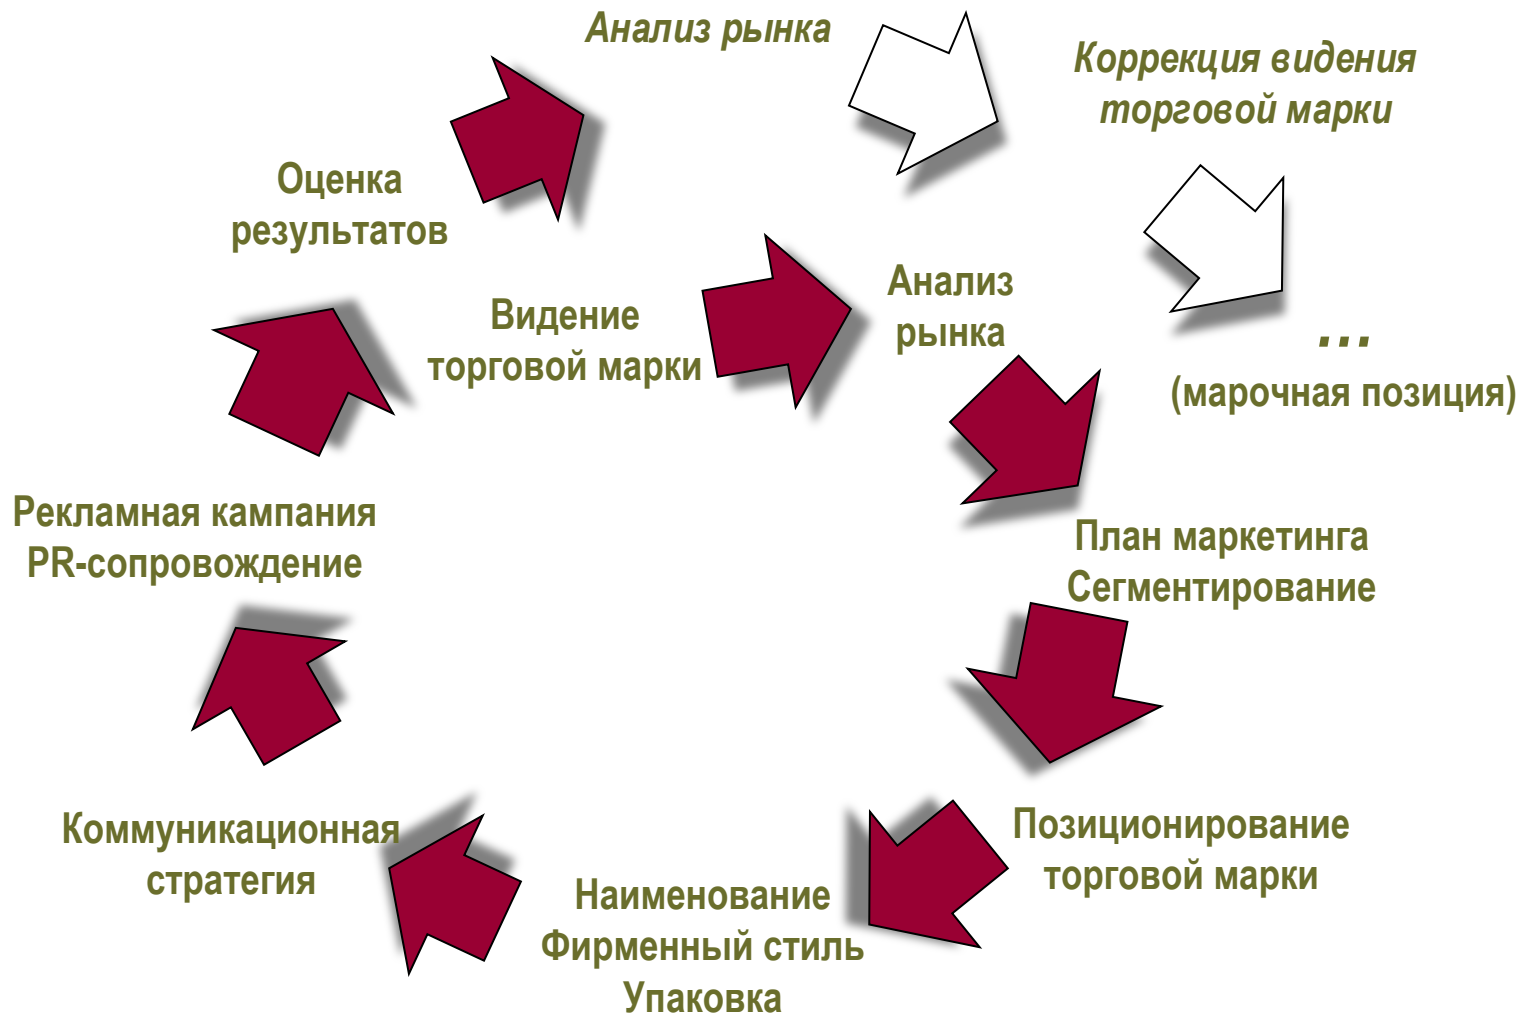 Анализ рынка
Коррекция видения
торговой марки
Оценка
результатов
Видение
торговой марки
Анализ
рынка
...
(марочная позиция)
План маркетинга
Сегментирование
Рекламная кампания
PR-сопровождение
Позиционирование
торговой марки
Коммуникационная
стратегия
Наименование
Фирменный стиль
Упаковка